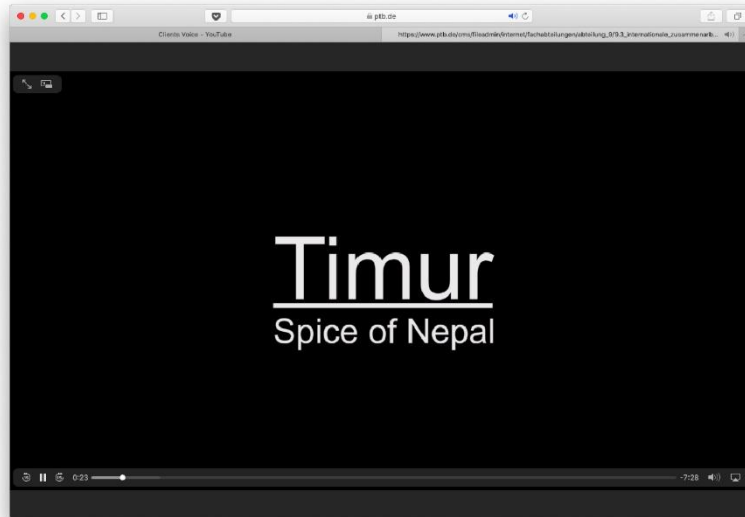 ptb.de
Clients Voice – YouTube
https://www.ptb.de/cms/fileadmin/internet/fachabteilungen/abteilung_9/9.3_internationale_zusammenarb...
Timur
Spice of Nepal
0:23
-7:28